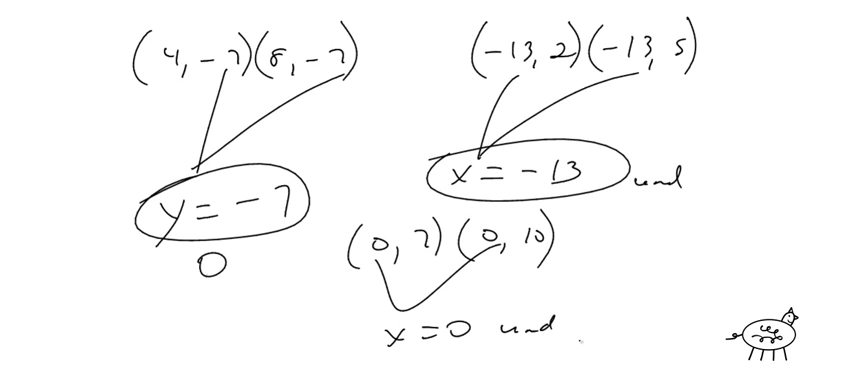 (4, -7)(8, -7)
y = -7
0
(-13, 2)(-13, 5)
x = -13 und
(0, 7)(0, 10)
x = 0 und